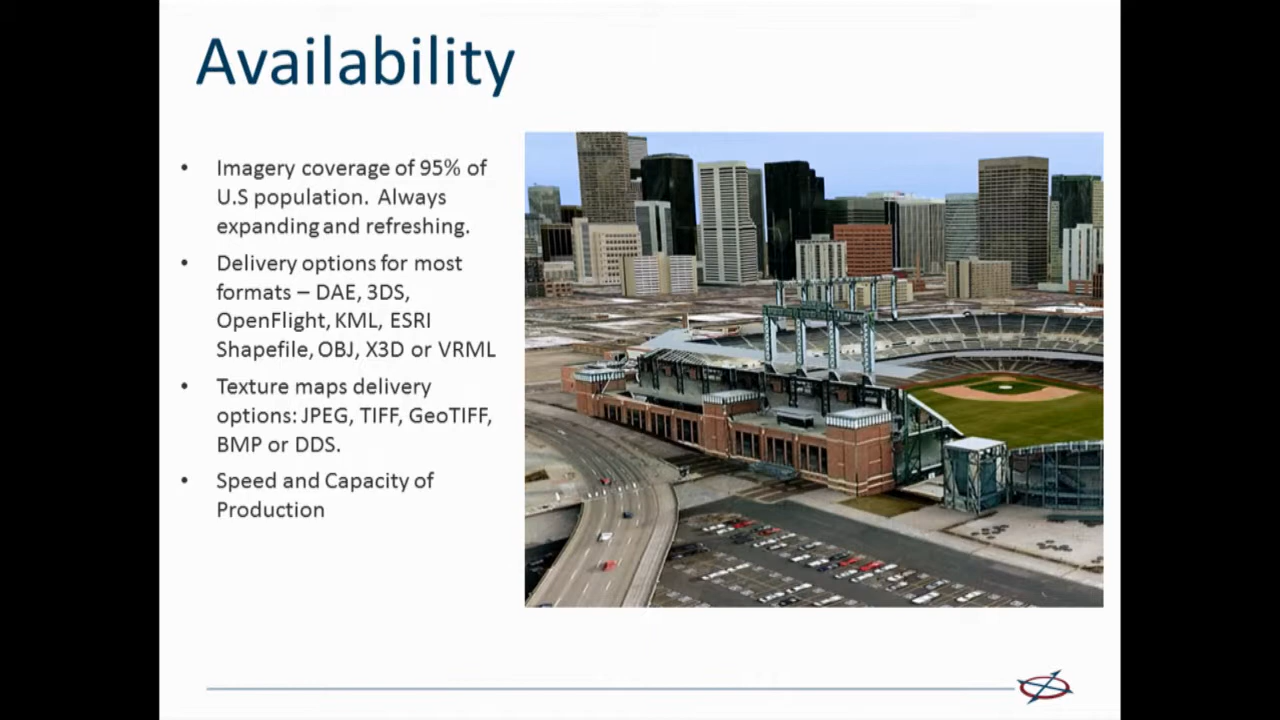 Availability
• Imagery coverage of 95% of
U.S population. Always
expanding and refreshing.
• Delivery options for most
formats – DAE, 3DS,
OpenFlight, KML, ESRI
Shapefile, OBJ, X3D or VRML
• Texture maps delivery
options: JPEG, TIFF, GeoTIFF,
BMP or DDS.
• Speed and Capacity of
Production